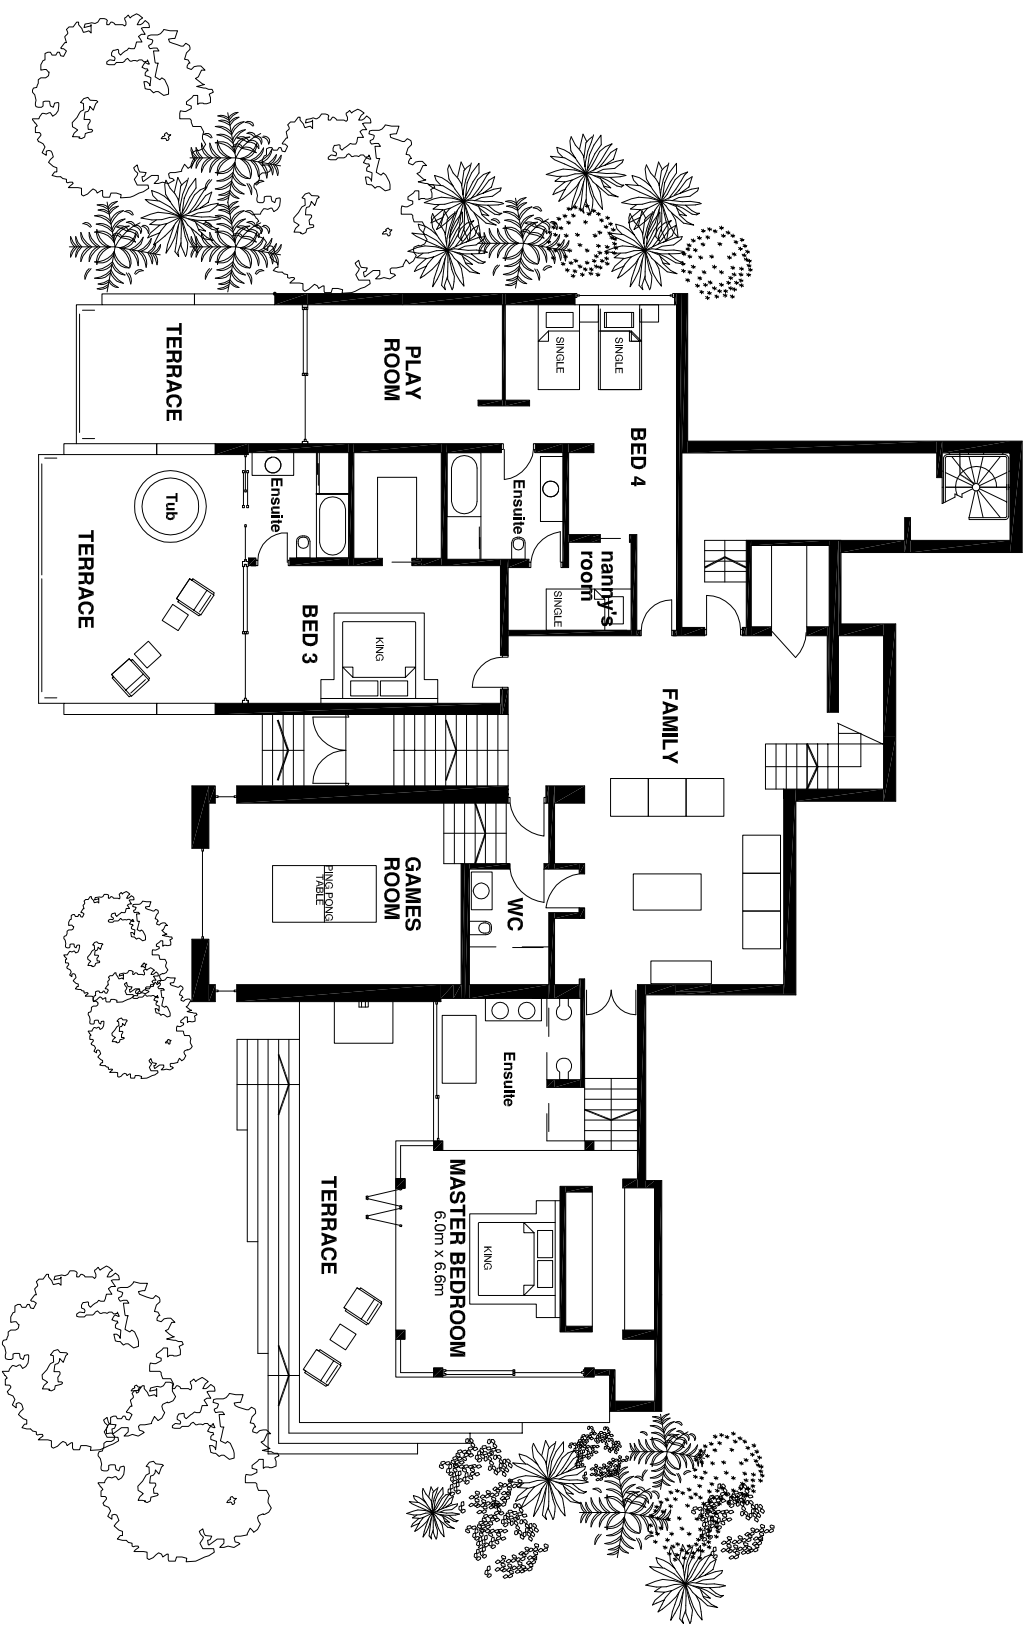 TERRACE
PLAY
ROOM
SINGLE
SINGLE
BED 4
TERRACE
Tub
Ensuite
Ensuite
nanny's
room
SINGLE
BED 3
KING
FAMILY
GAMES
ROOM
PING PONG
TABLE
WC
Ensuite
TERRACE
MASTER BEDROOM
6.0m x 6.6m
KING